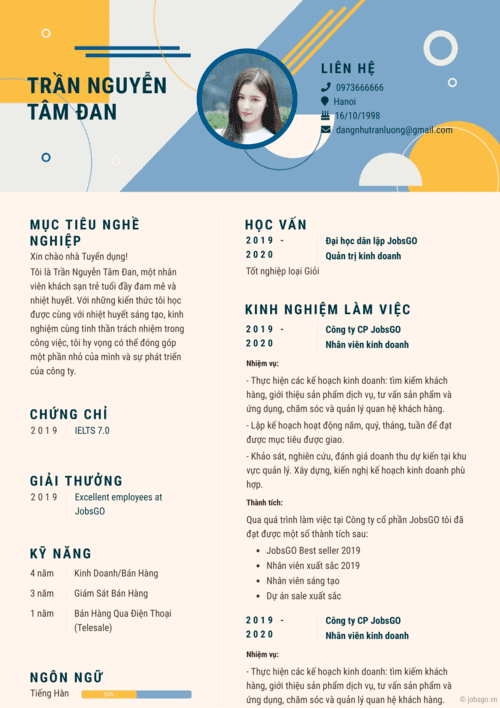 TRẦN NGUYỄN
TÂM ĐAN
LIÊN HỆ
0973666666
Hanoi
16/10/1998
dangnhutranluong@gmail.com
MỤC TIÊU NGHỀ
NGHIỆP
Xin chào nhà Tuyển dụng!
Tôi là Trần Nguyễn Tâm Đan, một nhân
viên khách sạn trẻ tuổi đầy đam mê và
nhiệt huyết. Với những kiến thức tôi học
được cùng với nhiệt huyết sáng tạo, kinh
nghiệm cùng tinh thần trách nhiệm trong
công việc, tôi hy vọng có thể đóng góp
một phần nhỏ của mình và sự phát triển
của công ty.
CHỨNG CHỈ
2019 IELTS 7.0
GIẢI THƯỞNG
2019 Excellent employees at
JobsGO
KỸ NĂNG
4 năm Kinh Doanh/Bán Hàng
3 năm Giám Sát Bán Hàng
1 năm Bán Hàng Qua Điện Thoại
(Telesale)
NGÔN NGỮ
Tiếng Hàn 50%
HỌC VẤN
2019 - Đại học dân lập JobsGO
2020 Quản trị kinh doanh
Tốt nghiệp loại Giỏi
KINH NGHIỆM LÀM VIỆC
2019 - Công ty CP JobsGO
2020 Nhân viên kinh doanh
Nhiệm vụ:
- Thực hiện các kế hoạch kinh doanh: tìm kiếm khách
hàng, giới thiệu sản phẩm dịch vụ, tư vấn sản phẩm và
ứng dụng, chăm sóc và quản lý quan hệ khách hàng.
- Lập kế hoạch hoạt động năm, quý, tháng, tuần để đạt
được mục tiêu được giao.
- Khảo sát, nghiên cứu, đánh giá doanh thu dự kiến tại khu
vực quản lý. Xây dựng, kiến nghị kế hoạch kinh doanh phù
hợp.
Thành tích:
Qua quá trình làm việc tại Công ty cổ phần JobsGO tôi đã
đạt được một số thành tích sau:
• JobsGO Best seller 2019
• Nhân viên xuất sắc 2019
• Nhân viên sáng tạo
• Dự án sale xuất sắc
2019 - Công ty CP JobsGO
2020 Nhân viên kinh doanh
Nhiệm vụ:
- Thực hiện các kế hoạch kinh doanh: tìm kiếm khách
hàng, giới thiệu sản phẩm dịch vụ, tư vấn sản phẩm và
ứng dụng, chăm sóc và quản lý quan hệ khách hàng.
© jobsgo.vn